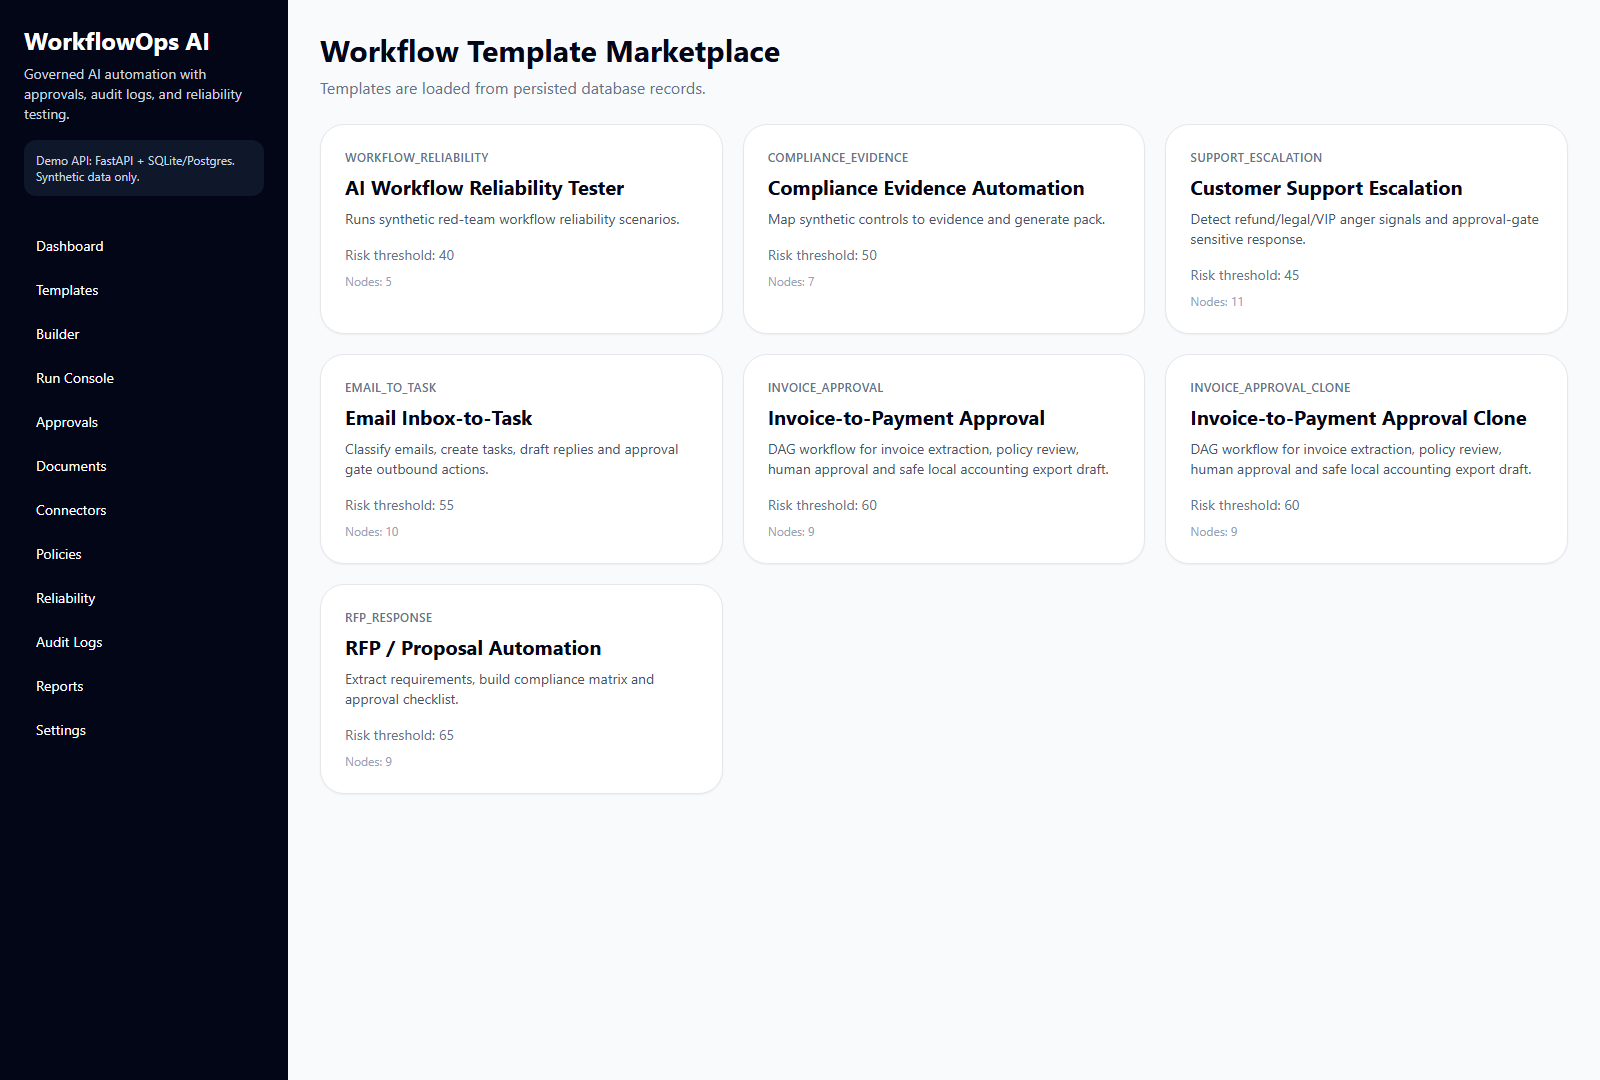 WorkflowOps AI
Governed AI automation with
approvals, audit logs, and reliability
testing.
Demo API: FastAPI + SQLite/Postgres.
Synthetic data only.
Dashboard
Templates
Builder
Run Console
Approvals
Documents
Connectors
Policies
Reliability
Audit Logs
Reports
Settings
Workflow Template Marketplace
Templates are loaded from persisted database records.
WORKFLOW_RELIABILITY
AI Workflow Reliability Tester
Runs synthetic red-team workflow reliability scenarios.
Risk threshold: 40
Nodes: 5
COMPLIANCE_EVIDENCE
Compliance Evidence Automation
Map synthetic controls to evidence and generate pack.
Risk threshold: 50
Nodes: 7
SUPPORT_ESCALATION
Customer Support Escalation
Detect refund/legal/VIP anger signals and approval-gate
sensitive response.
Risk threshold: 45
Nodes: 11
EMAIL_TO_TASK
Email Inbox-to-Task
Classify emails, create tasks, draft replies and approval
gate outbound actions.
Risk threshold: 55
Nodes: 10
INVOICE_APPROVAL
Invoice-to-Payment Approval
DAG workflow for invoice extraction, policy review,
human approval and safe local accounting export draft.
Risk threshold: 60
Nodes: 9
INVOICE_APPROVAL_CLONE
Invoice-to-Payment Approval Clone
DAG workflow for invoice extraction, policy review,
human approval and safe local accounting export draft.
Risk threshold: 60
Nodes: 9
RFP_RESPONSE
RFP / Proposal Automation
Extract requirements, build compliance matrix and
approval checklist.
Risk threshold: 65
Nodes: 9